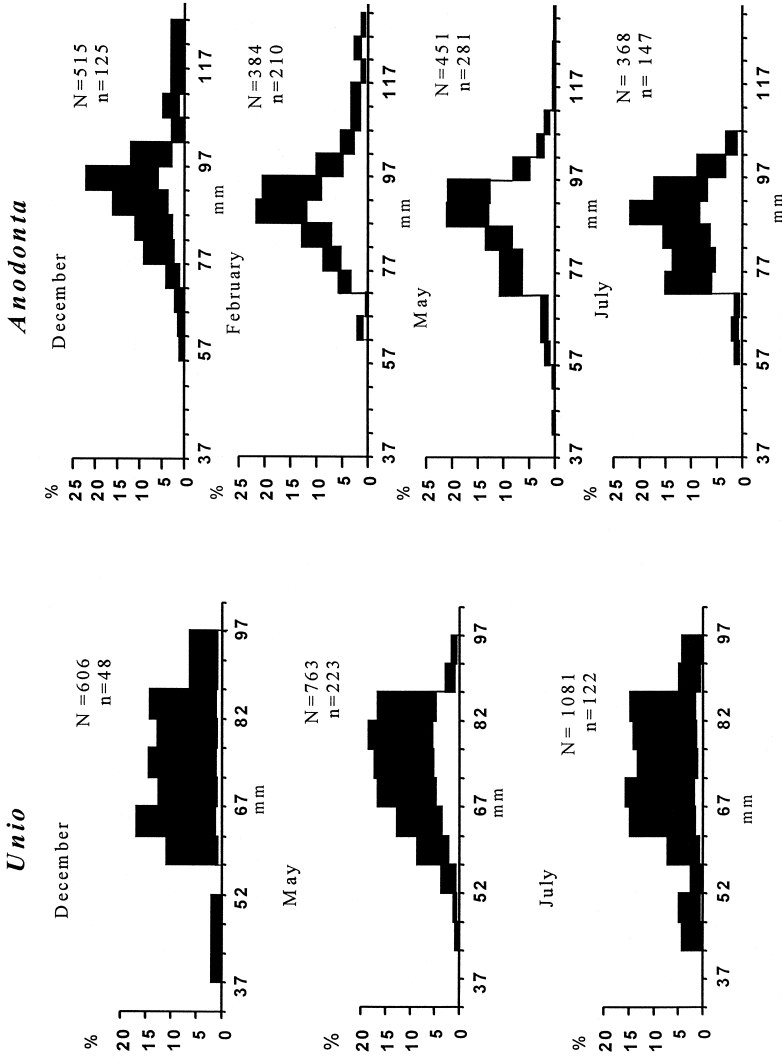 Unio
December
N=606
n=48
%
20
15
10
5
0
37
52
67
82
97
mm
May
N=763
n=223
%
20
15
10
5
0
37
52
67
82
97
mm
July
N= 1081
n=122
%
20
15
10
5
0
37
52
67
82
97
mm
Anodonta
December
N=515
n=125
%
25
20
15
10
5
0
37
57
77
97
117
mm
February
N=384
n=210
%
25
20
15
10
5
0
37
57
77
97
117
mm
May
N=451
n=281
%
25
20
15
10
5
0
37
57
77
97
117
mm
July
N= 368
n= 147
%
25
20
15
10
5
0
37
57
77
97
117
mm